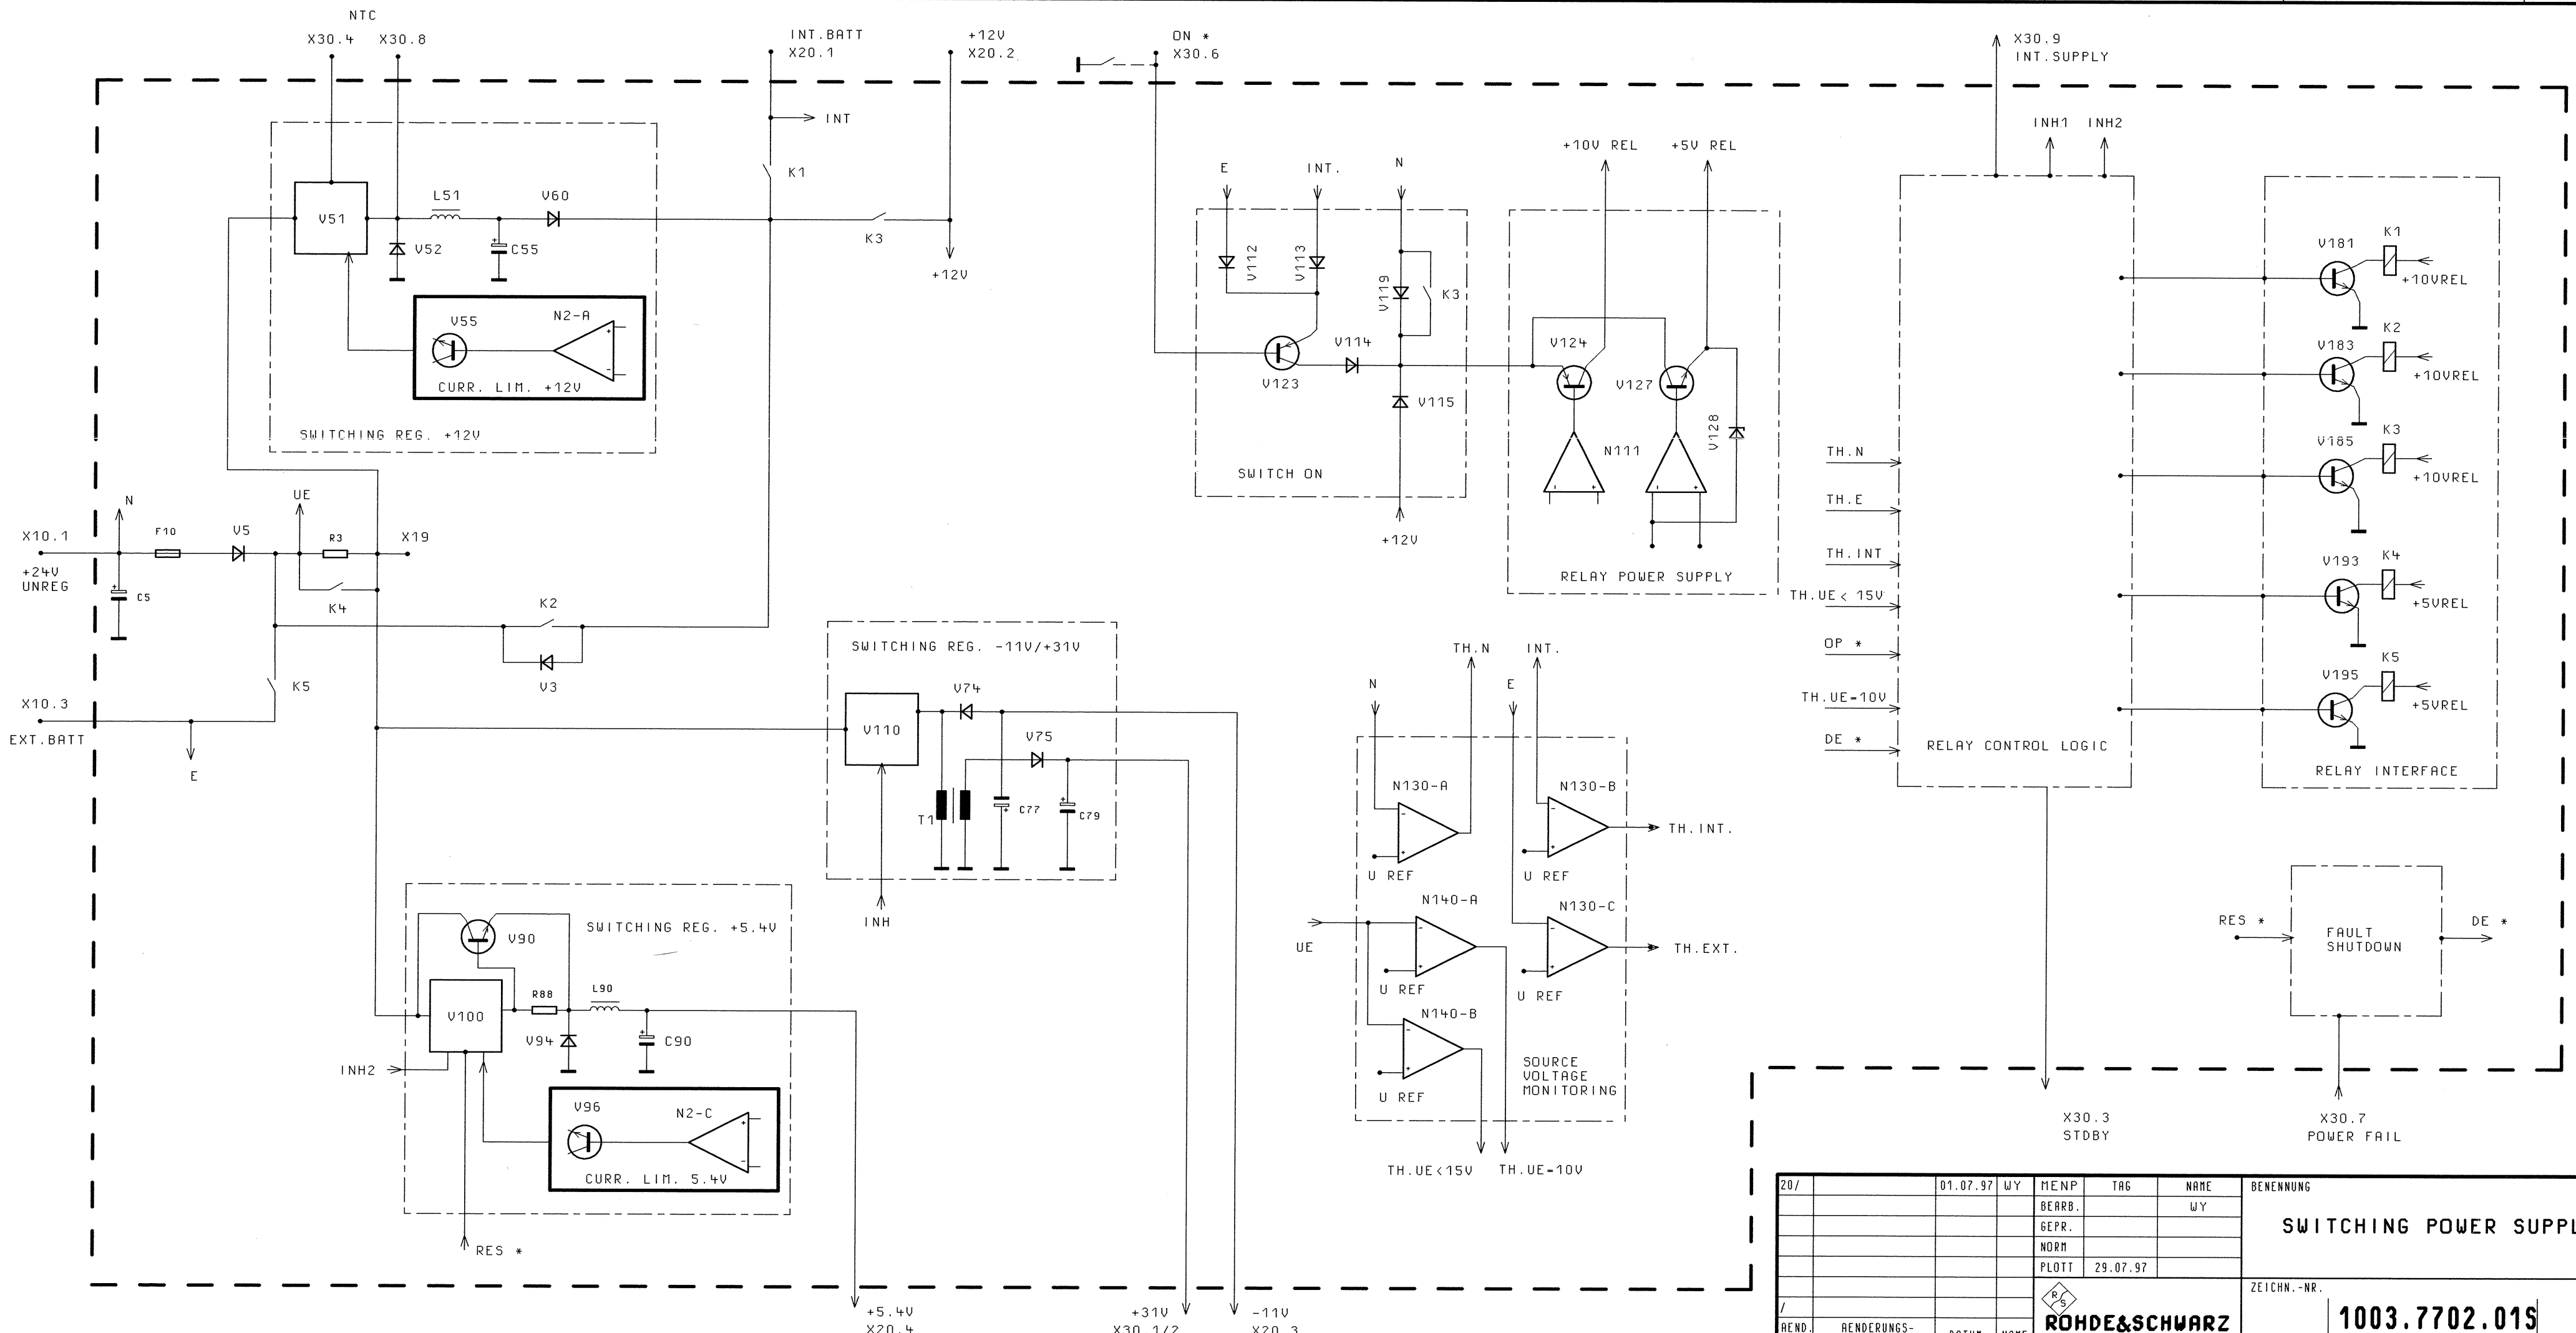 NTC
X30.4 X30.8
INT.BATT
X20.1
+12V
X20.2
ON *
X30.6
X30.9
INT.SUPPLY
INT
K1
K3
+12V
V51
L51
V60
V52
C55
V55
N2-A
CURR. LIM. +12V
SWITCHING REG. +12V
E
INT.
N
V112
V113
V119
K3
V123
V114
V115
SWITCH ON
+12V
+10V REL
+5V REL
V124
V127
N111
V128
RELAY POWER SUPPLY
INH1 INH2
TH.N
TH.E
TH.INT
TH.UE< 15V
OP *
TH.UE-10V
DE *
RELAY CONTROL LOGIC
V181
K1
+10VREL
V183
K2
+10VREL
V185
K3
+10VREL
V193
K4
+5VREL
V195
K5
+5VREL
RELAY INTERFACE
N
X10.1
+24V
UNREG
F10
V5
UE
R3
X19
C5
K4
K2
V3
K5
X10.3
EXT.BATT
E
SWITCHING REG. -11V/+31V
V110
V74
V75
T1
C77
C79
INH
SWITCHING REG. +5.4V
V90
V100
R88
L90
V94
C90
INH2
V96
N2-C
CURR. LIM. 5.4V
RES *
+5.4V
X20.4
+31V
X30.1/2
-11V
X20.3
TH.N
INT.
N
E
N130-A
U REF
N130-B
U REF
TH.INT.
N140-A
U REF
N130-C
U REF
TH.EXT.
UE
N140-B
U REF
SOURCE
VOLTAGE
MONITORING
TH.UE<15V
TH.UE-10V
RES *
FAULT
SHUTDOWN
DE *
X30.3
STDBY
X30.7
POWER FAIL
20/ 01.07.97 WY MENP TAG NAME BENENNUNG
BEARB. WY
GEPR.
NORM
PLOTT 29.07.97
SWITCHING POWER SUPPL
/
AEND. AENDERUNGS- DATUM NAME
R S
ROHDE&SCHWARZ
ZEICHN.-NR.
1003.7702.01S